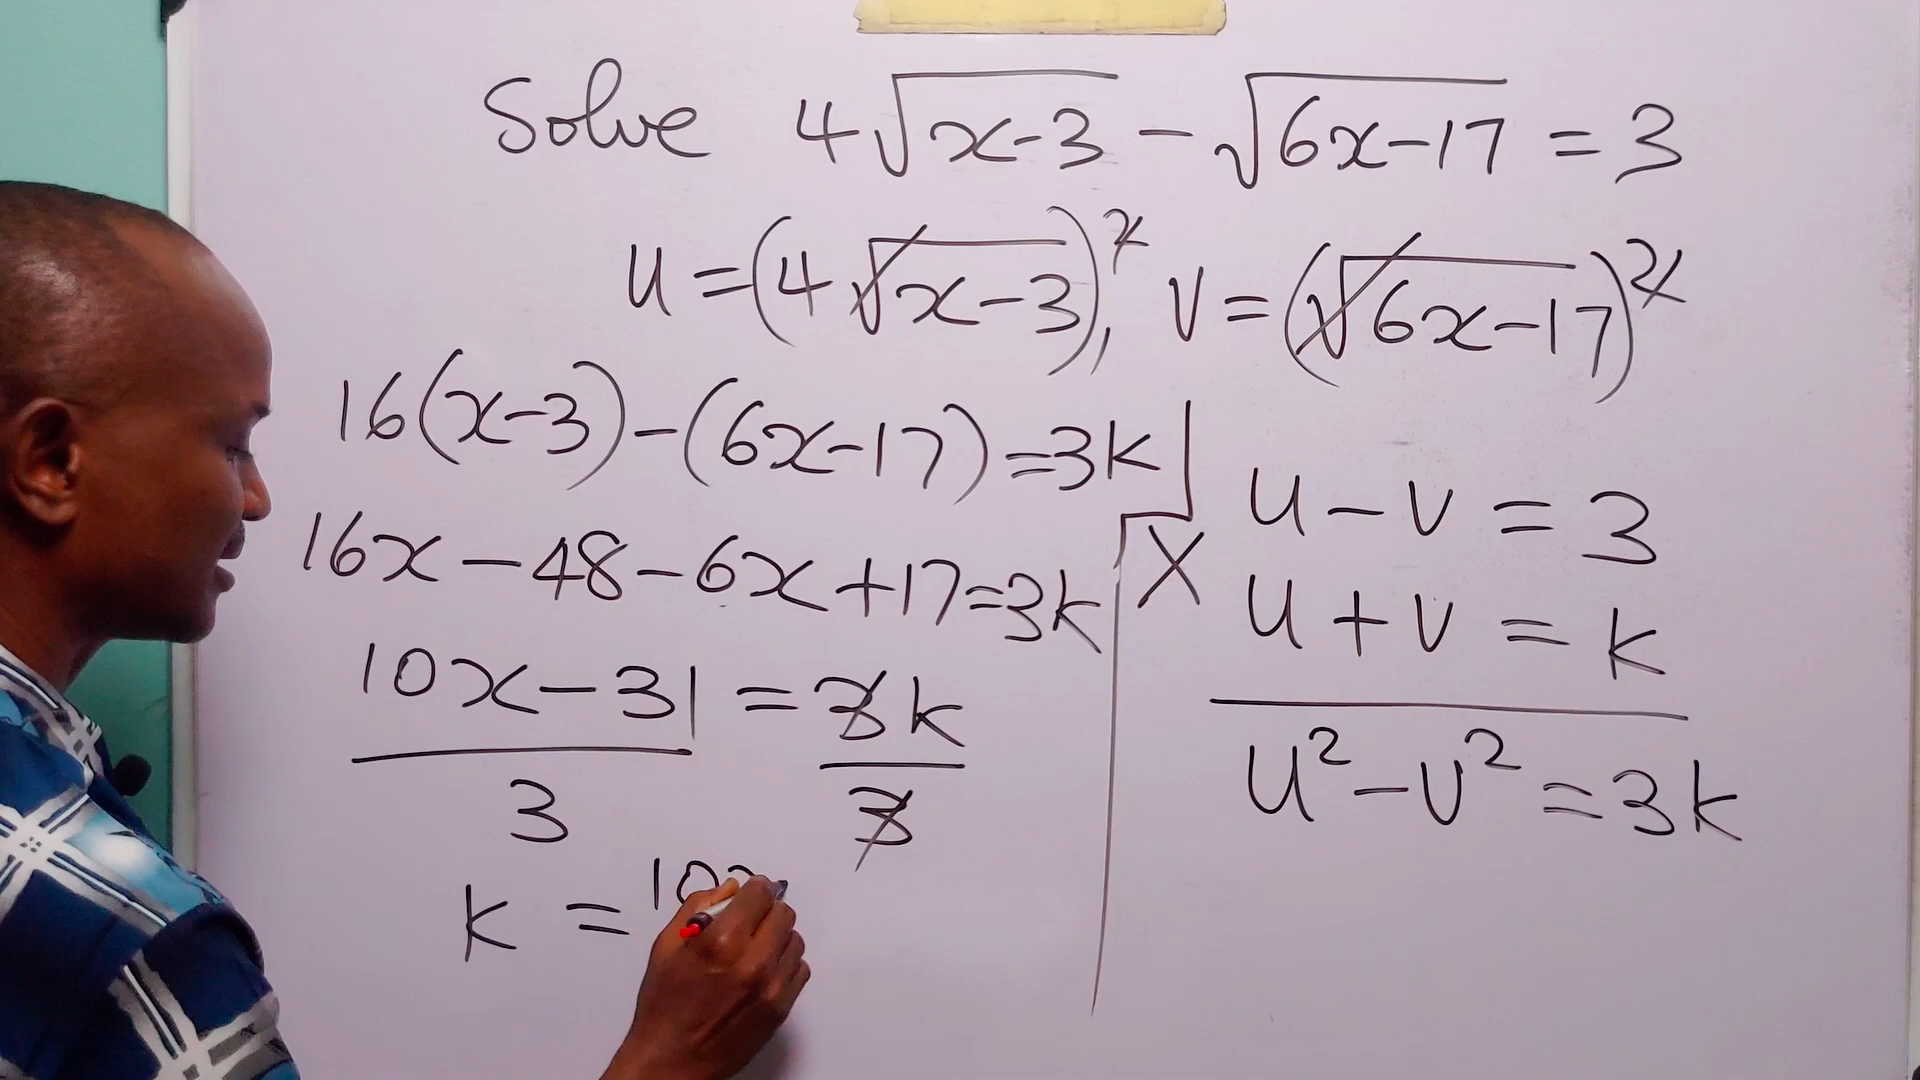 Solve 4√(x-3) - √(6x-17) = 3
u = (4√(x-3))², v = (√(6x-17))²
16(x-3)-(6x-17)=3k
16x-48-6x+17=3k
10x-31 = 3k
3 3
k = 10x
X
u - v = 3
u + v = k
u² - v² = 3k